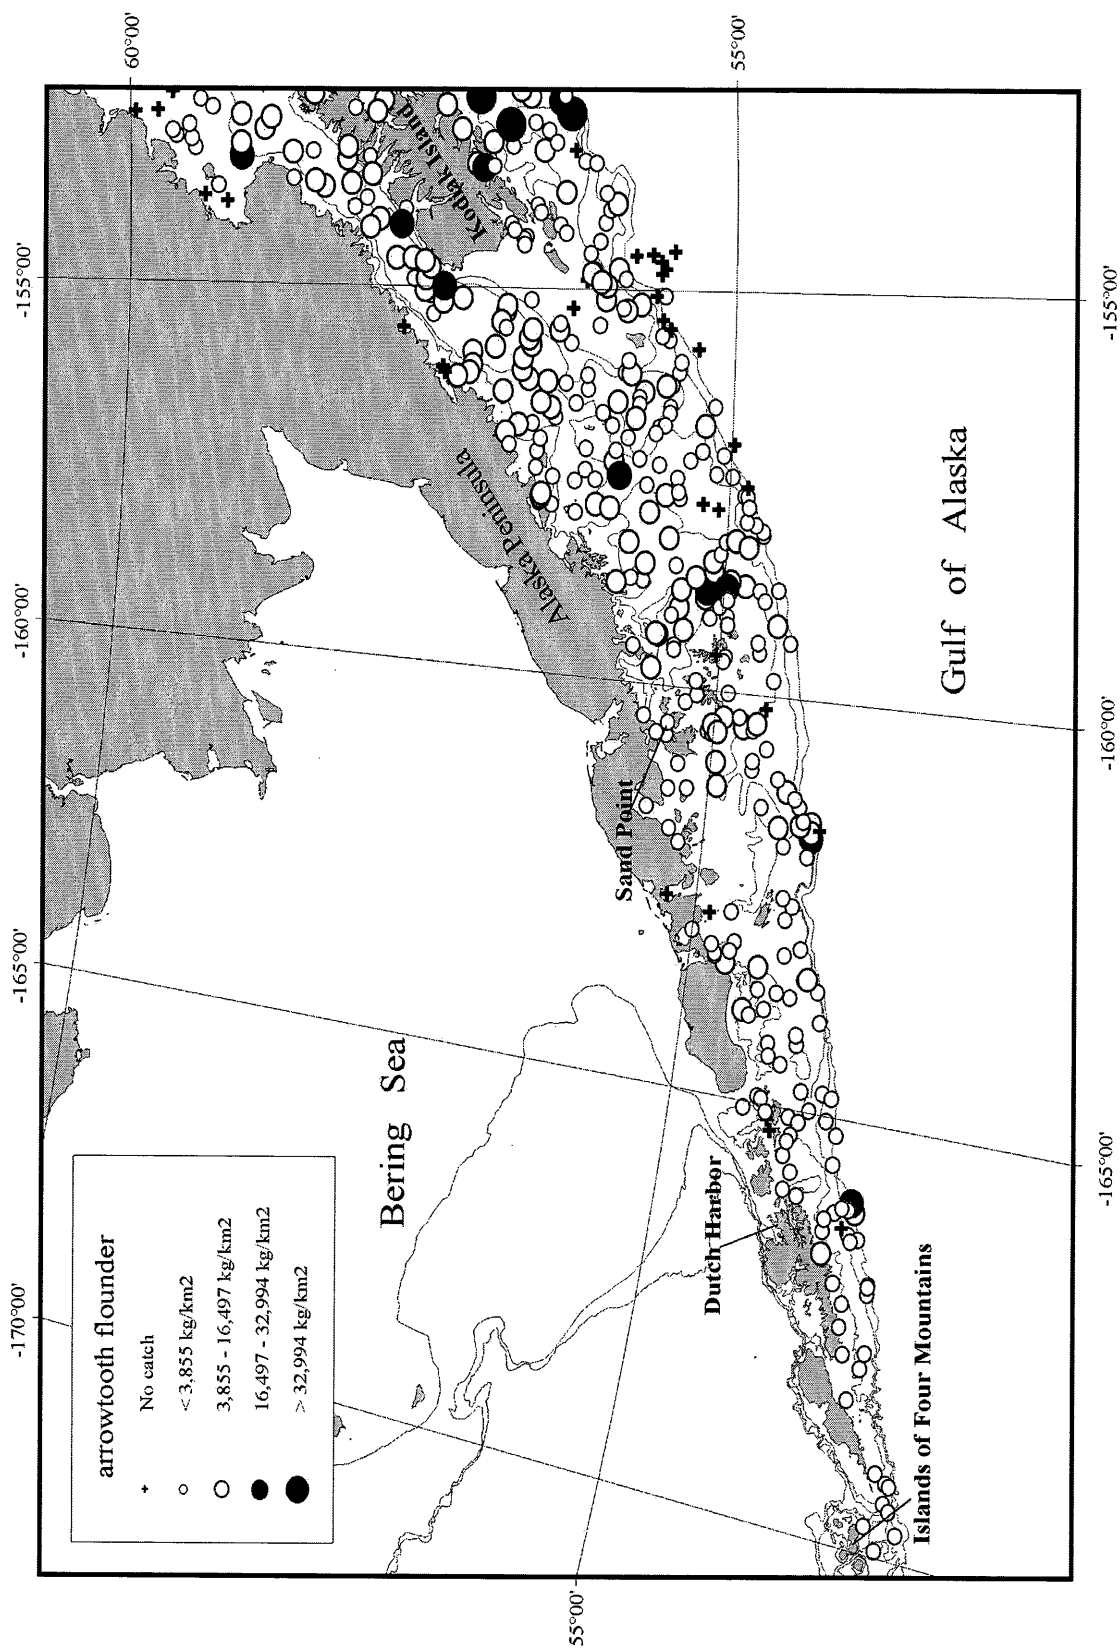 -170°00'
-165°00'
-160°00'
-155°00'
60°00'
55°00'
arrowtooth flounder
No catch
< 3,855 kg/km2
3,855 - 16,497 kg/km2
16,497 - 32,994 kg/km2
> 32,994 kg/km2
Bering Sea
Alaska Peninsula
Kodiak Island
Sand Point
Dutch Harbor
Islands of Four Mountains
Gulf of Alaska
55°00'
-165°00'
-160°00'
-155°00'